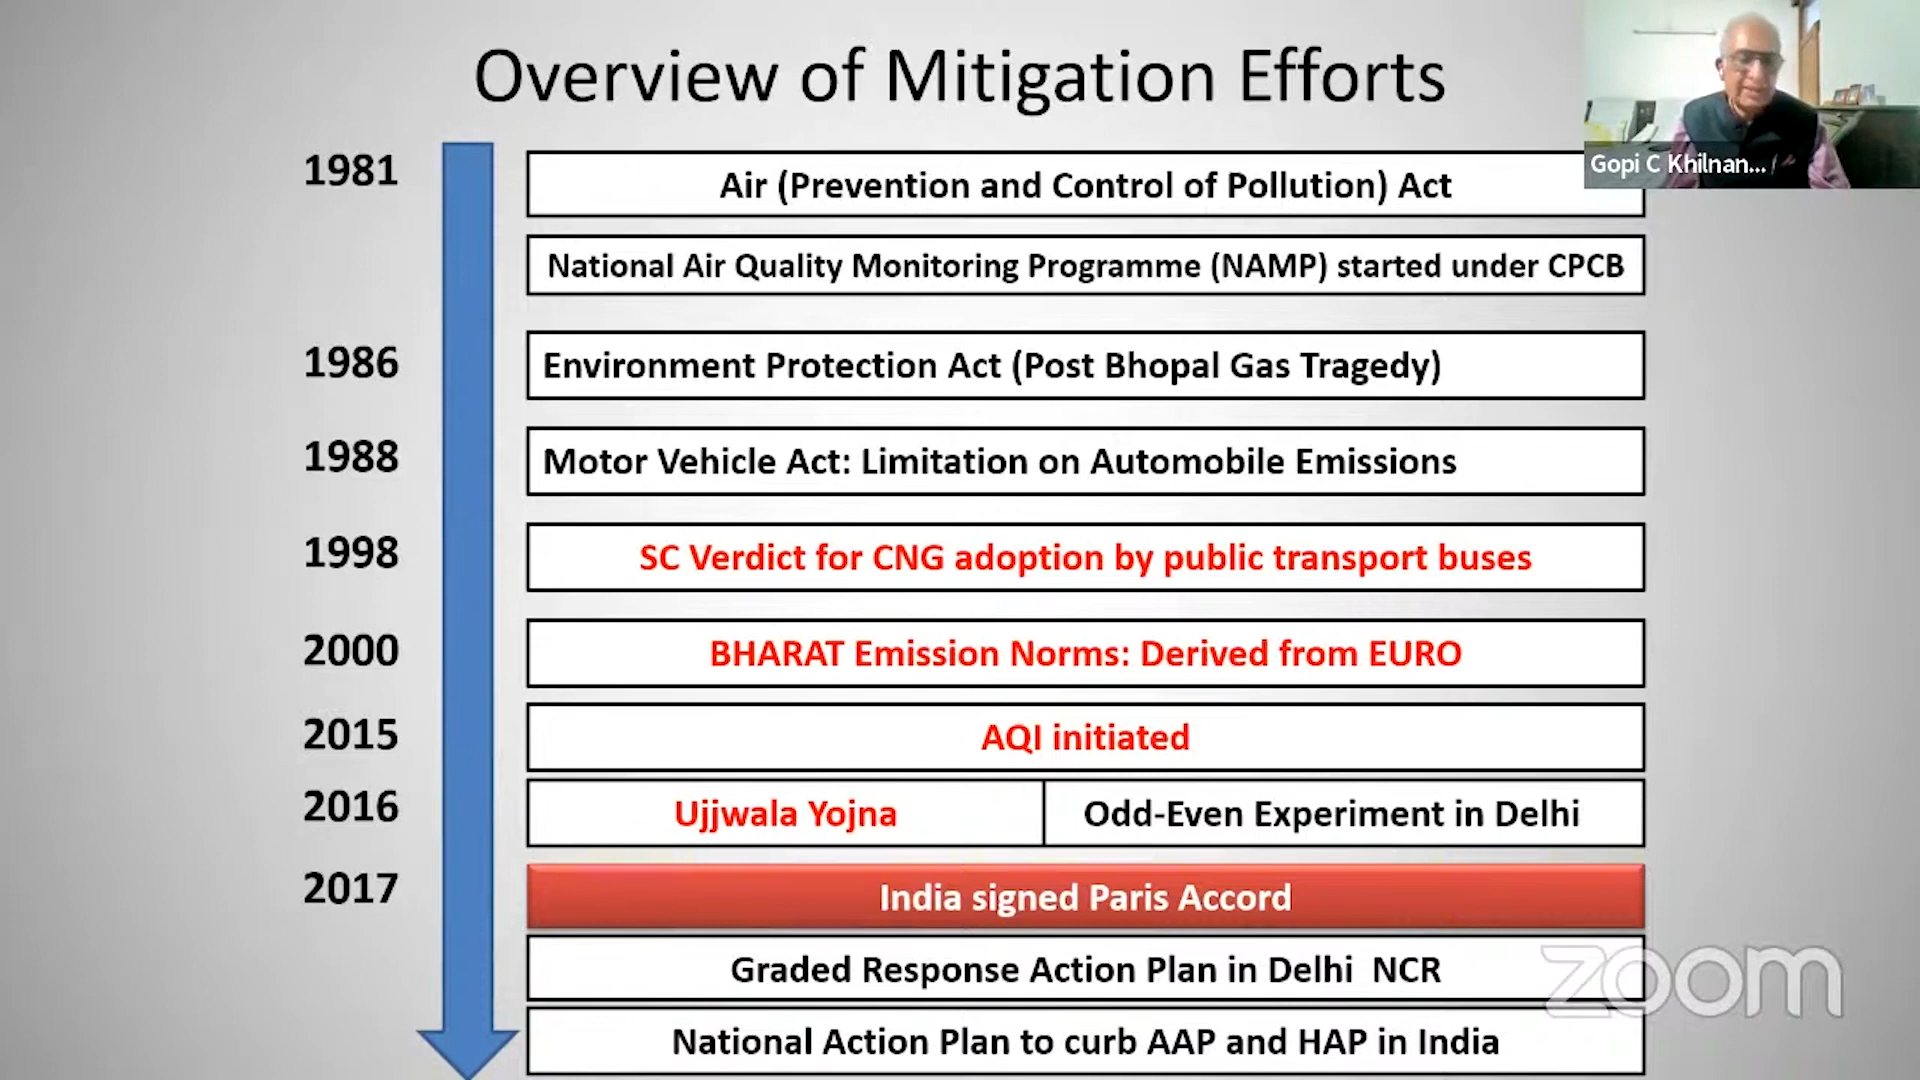 Overview of Mitigation Efforts
Gopi C Khilnan...
1981
Air (Prevention and Control of Pollution) Act
National Air Quality Monitoring Programme (NAMP) started under CPCB
1986
Environment Protection Act (Post Bhopal Gas Tragedy)
1988
Motor Vehicle Act: Limitation on Automobile Emissions
1998
SC Verdict for CNG adoption by public transport buses
2000
BHARAT Emission Norms: Derived from EURO
2015
AQI initiated
2016
Ujjwala Yojna
Odd-Even Experiment in Delhi
2017
India signed Paris Accord
Graded Response Action Plan in Delhi NCR
zoom
National Action Plan to curb AAP and HAP in India